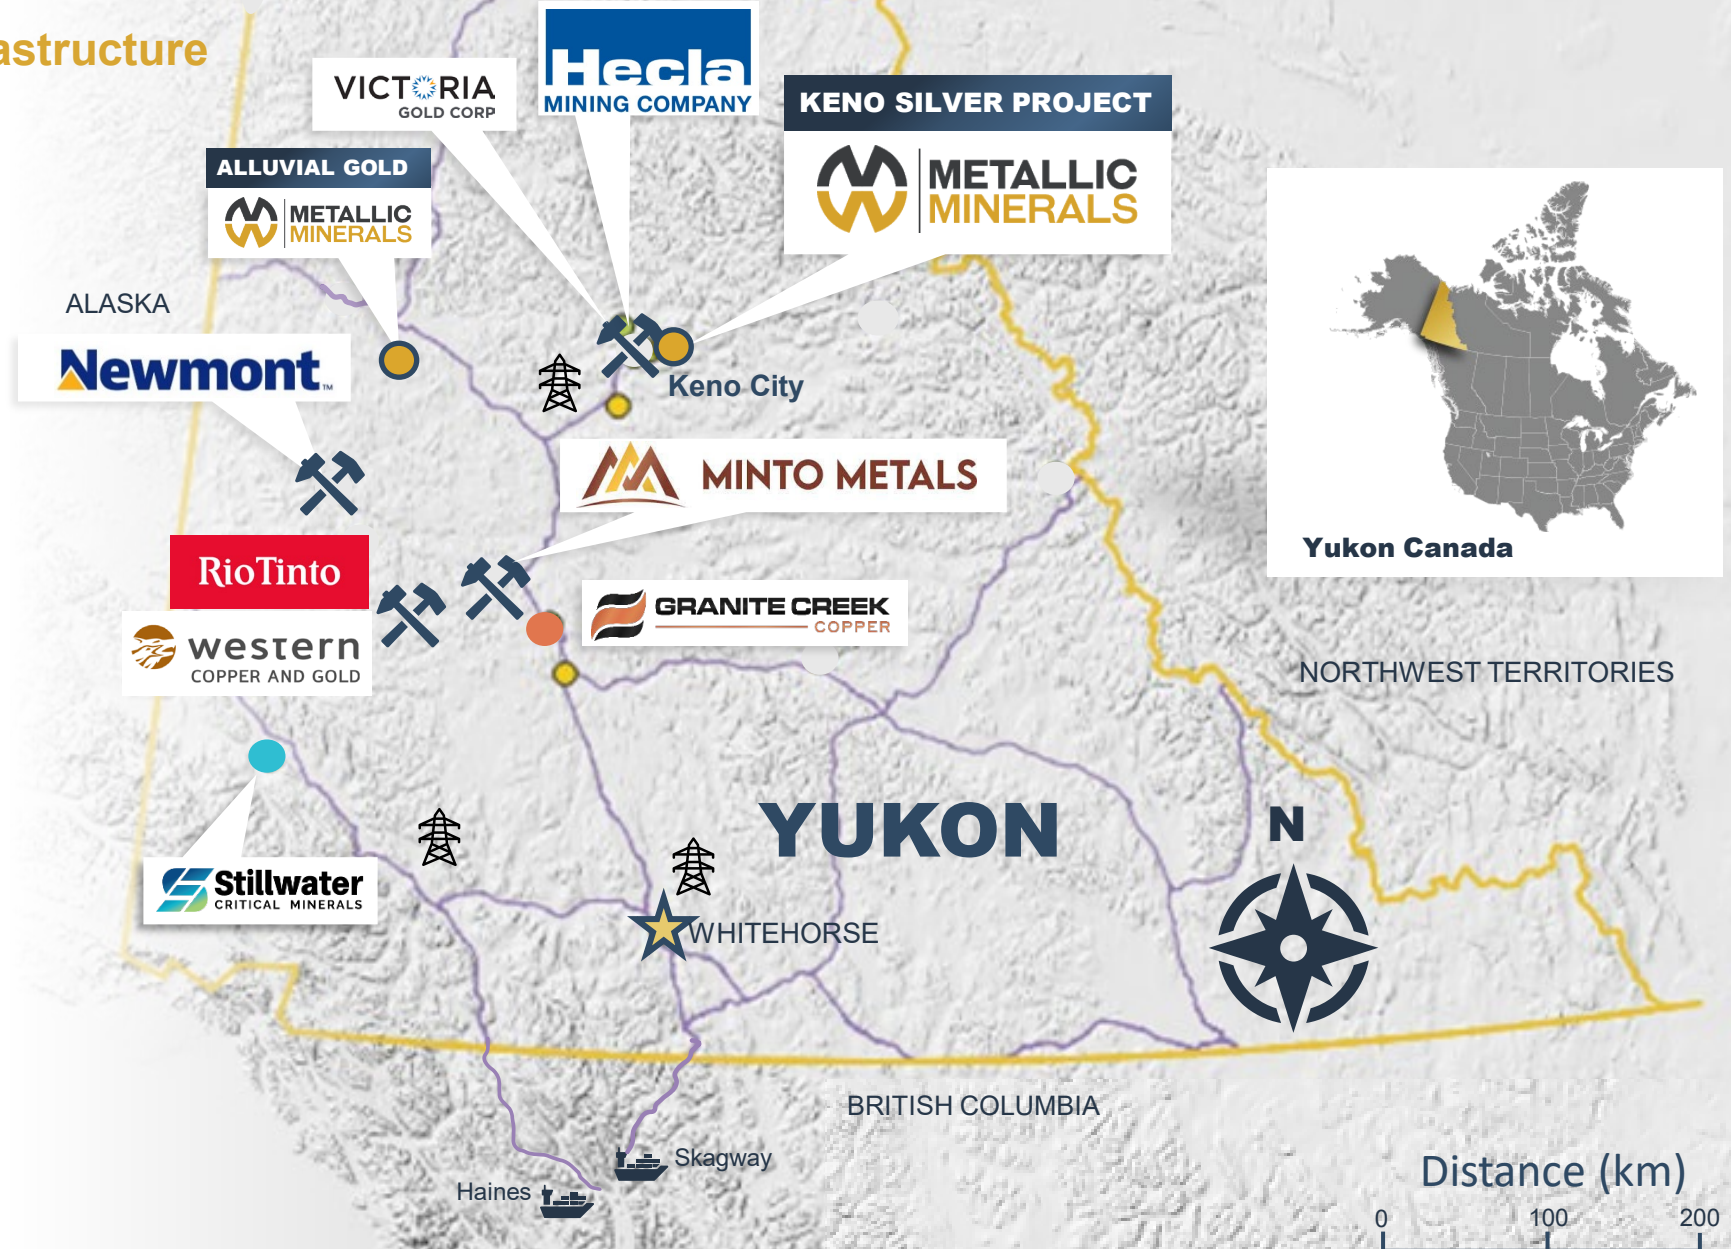 astructure
VICTORIA
GOLD CORP
Hecla
MINING COMPANY
KENO SILVER PROJECT
METALLIC
MINERALS
ALLUVIAL GOLD
METALLIC
MINERALS
ALASKA
Newmont™
Keno City
MINTO METALS
RioTinto
western
COPPER AND GOLD
GRANITE CREEK
COPPER
Yukon Canada
NORTHWEST TERRITORIES
YUKON
N
Stillwater
CRITICAL MINERALS
WHITEHORSE
BRITISH COLUMBIA
Skagway
Haines
Distance (km)
0 100 200